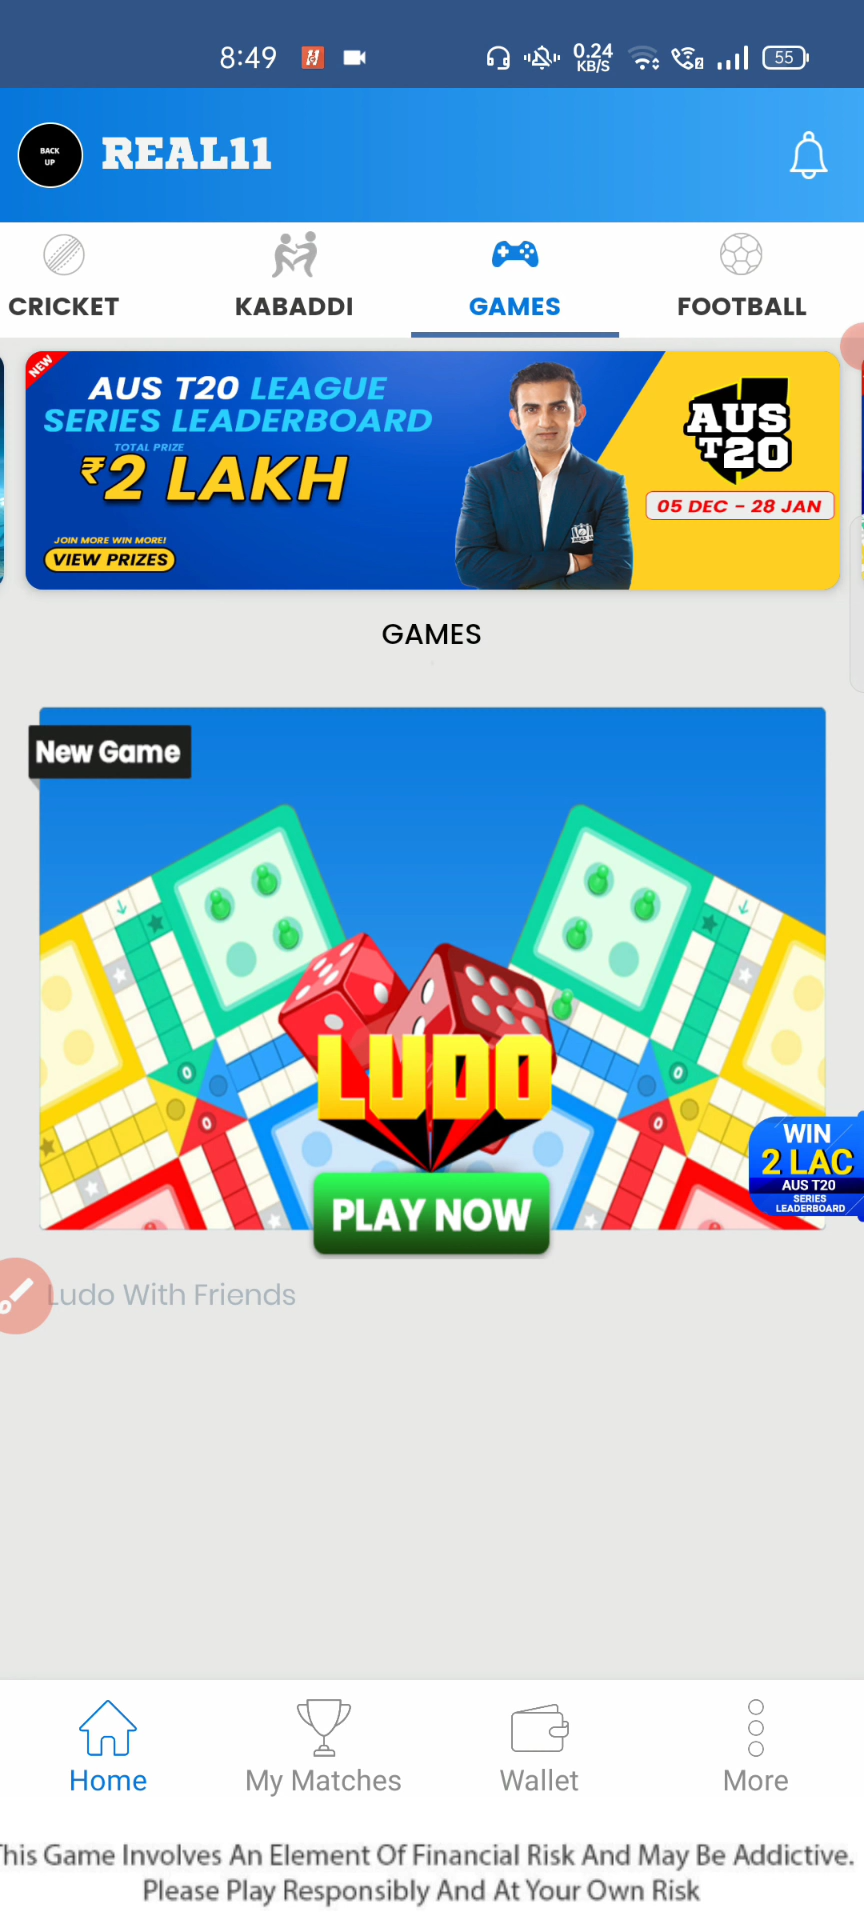 8:49
0.24
KB/S
55
BACK
UP
REAL11
CRICKET
KABADDI
GAMES
FOOTBALL
NEW
AUS T20 LEAGUE
SERIES LEADERBOARD
TOTAL PRIZE
₹2 LAKH
JOIN MORE WIN MORE!
VIEW PRIZES
AUS
T20
05 DEC - 28 JAN
GAMES
New Game
LUDO
PLAY NOW
WIN
2 LAC
AUS T20
SERIES
LEADERBOARD
Ludo With Friends
Home
My Matches
Wallet
More
his Game Involves An Element Of Financial Risk And May Be Addictive.
Please Play Responsibly And At Your Own Risk